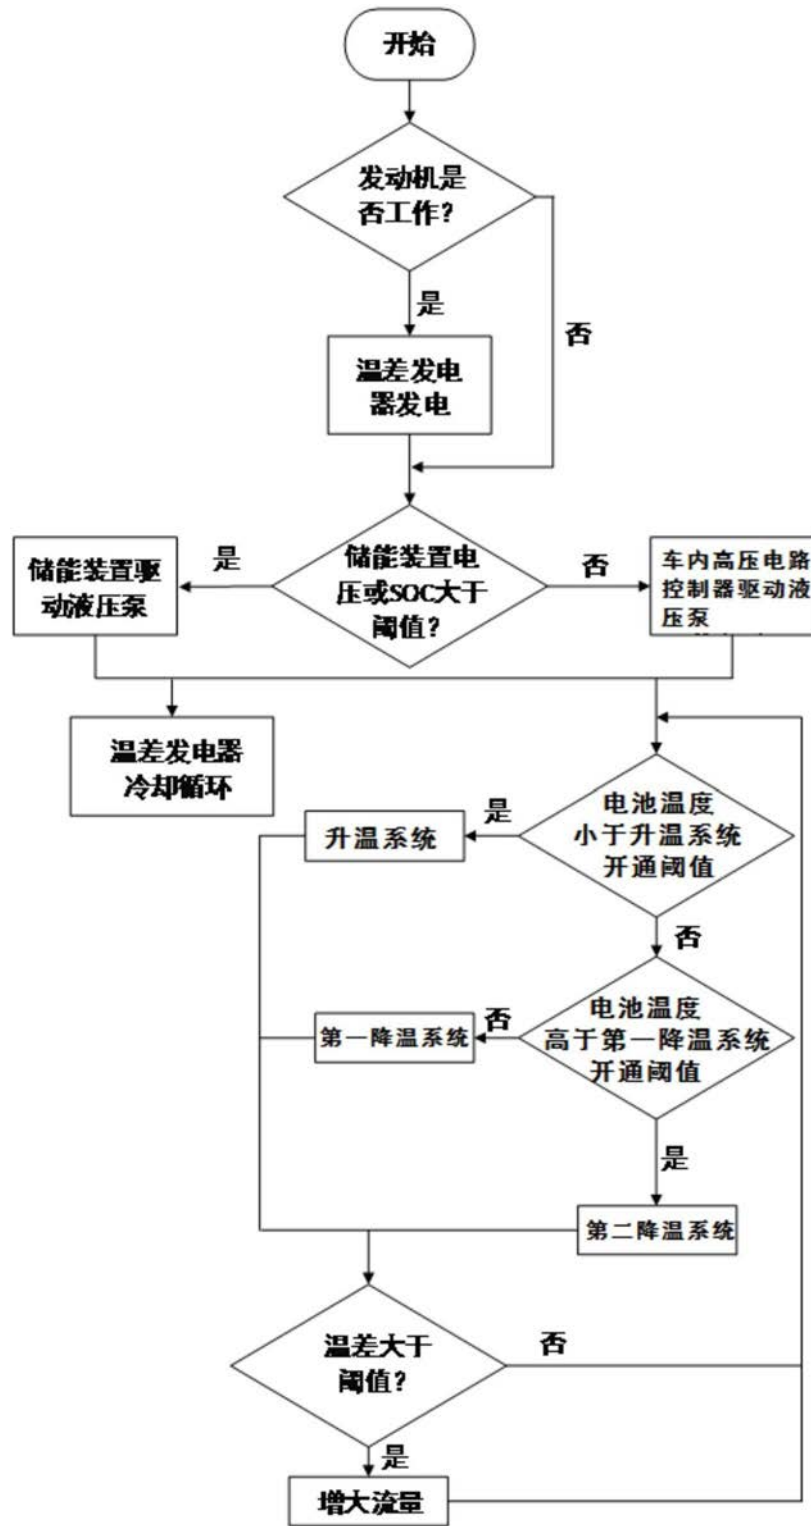 开始
发动机是
否工作？
是
否
温差发电
器发电
储能装置驱
动液压泵
是
储能装置电
压或SOC大于
阈值？
否
车内高压电路
控制器驱动液
压泵
温差发电器
冷却循环
升温系统
是
电池温度
小于升温系统
开通阈值
否
第一降温系统
否
电池温度
高于第一降温系统
开通阈值
是
第二降温系统
温差大于
阈值？
否
是
增大流量